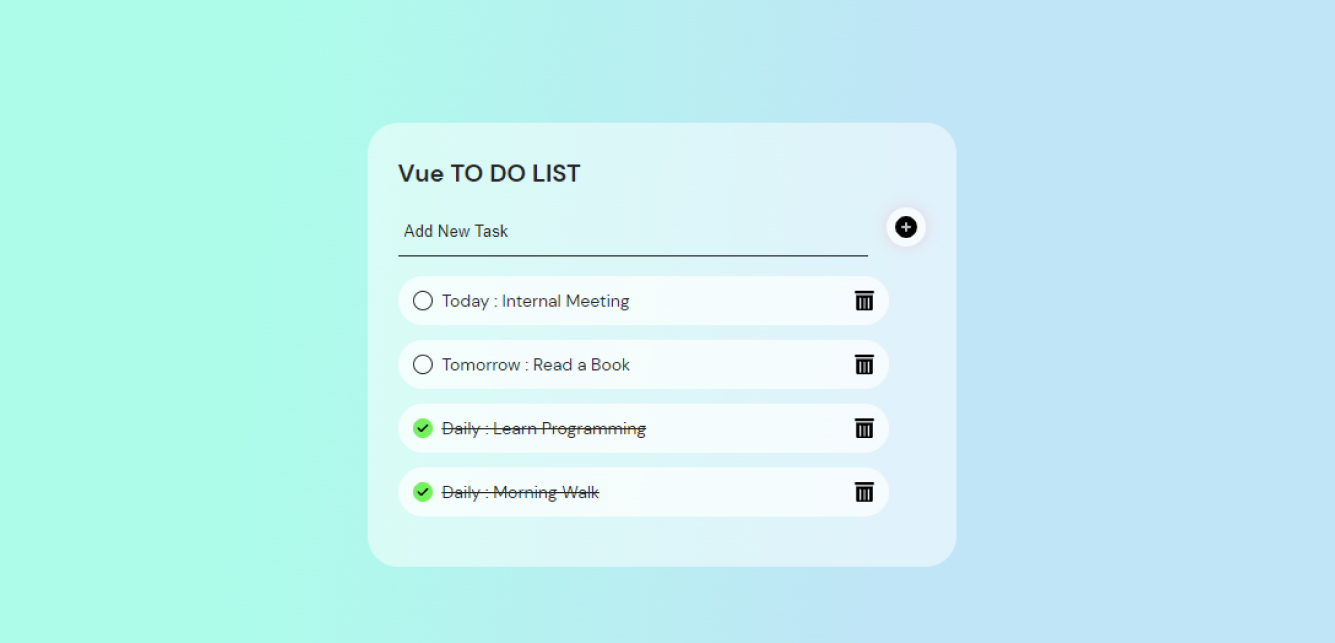 Vue TO DO LIST
Add New Task
Today : Internal Meeting
Tomorrow : Read a Book
Daily : Learn Programming
Daily : Morning Walk